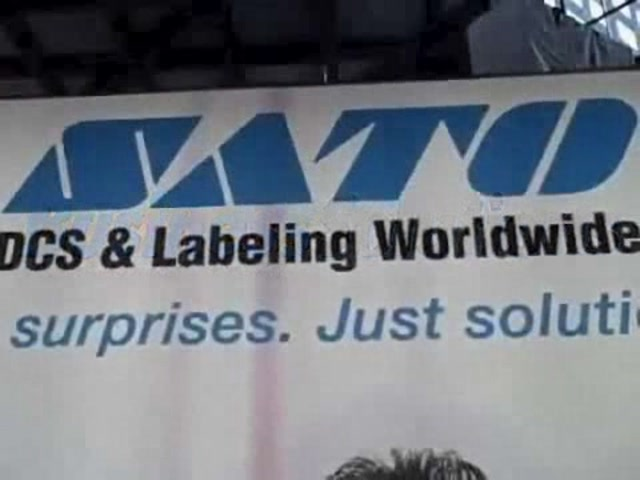 SATO
DCS & Labeling Worldwide
surprises. Just soluti